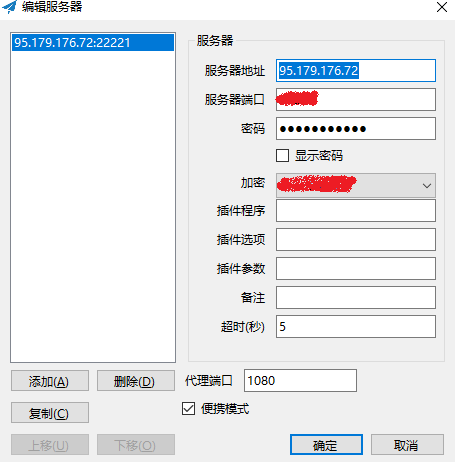 编辑服务器
95.179.176.72:22221
服务器
服务器地址 95.179.176.72
服务器端口
密码 ●●●●●●●●●●●
显示密码
加密
插件程序
插件选项
插件参数
备注
超时(秒) 5
添加(A) 删除(D) 代理端口 1080
复制(C) 便携模式
上移(U) 下移(O) 确定 取消